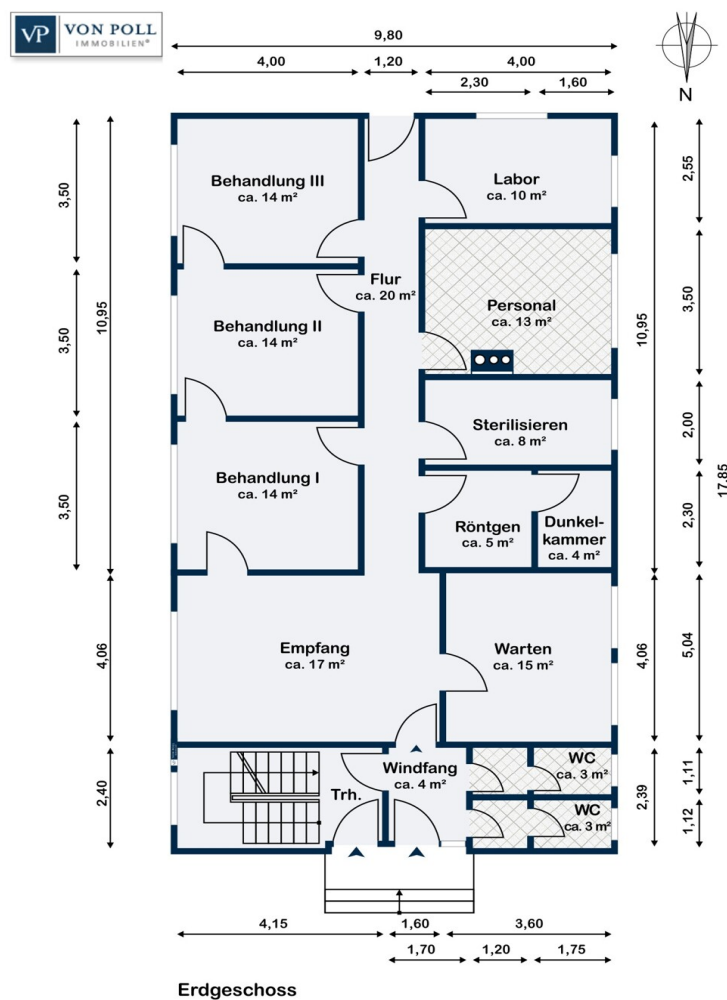 VP VON POLL
IMMOBILIEN®
9,80
4,00 1,20 4,00
2,30 1,60
N
Behandlung III
ca. 14 m²
Labor
ca. 10 m²
Flur
ca. 20 m²
Behandlung II
ca. 14 m²
Personal
ca. 13 m²
Sterilisieren
ca. 8 m²
Behandlung I
ca. 14 m²
Röntgen
ca. 5 m²
Dunkel-
kammer
ca. 4 m²
Empfang
ca. 17 m²
Warten
ca. 15 m²
Windfang
ca. 4 m²
Trh.
WC
ca. 3 m²
WC
ca. 3 m²
3,50
3,50
3,50
10,95
4,06
2,40
10,95
4,06
2,39
2,55
3,50
2,00
2,30
5,04
1,11
1,12
17,85
4,15 1,60 3,60
1,70 1,20 1,75
Erdgeschoss